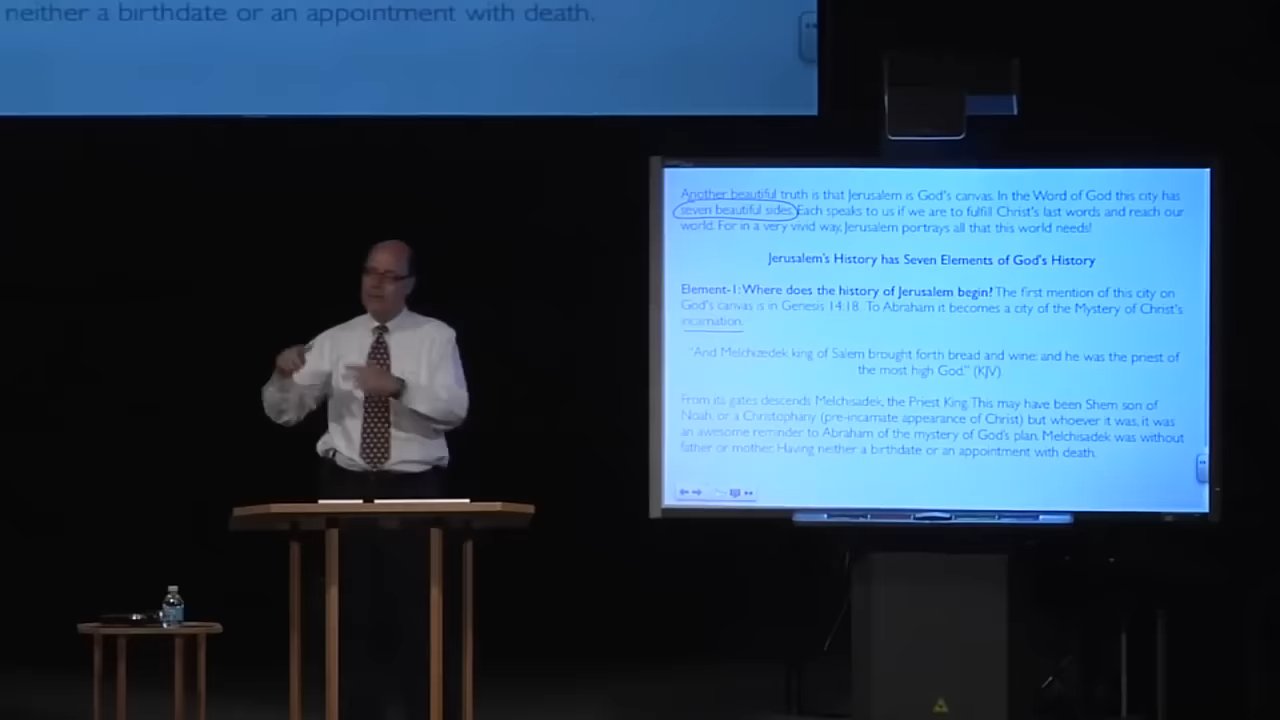 neither a birthdate or an appointment with death.
Another beautiful truth is that Jerusalem is God's canvas. In the Word of God this city has
seven beautiful sides. Each speaks to us if we are to fulfill Christ's last words and reach our
world. For in a very vivid way, Jerusalem portrays all that this world needs!
Jerusalem's History has Seven Elements of God's History
Element-1: Where does the history of Jerusalem begin? The first mention of this city on
God's canvas is in Genesis 14:18. To Abraham it becomes a city of the Mystery of Christ's
incarnation.
"And Melchizedek king of Salem brought forth bread and wine: and he was the priest of
the most high God." (KJV)
From its gates descends Melchisadek, the Priest King. This may have been Shem son of
Noah, or a Christophany (pre-incarnate appearance of Christ) but whoever it was, it was
an awesome reminder to Abraham of the mystery of God's plan. Melchisadek was without
father or mother. Having neither a birthdate or an appointment with death.